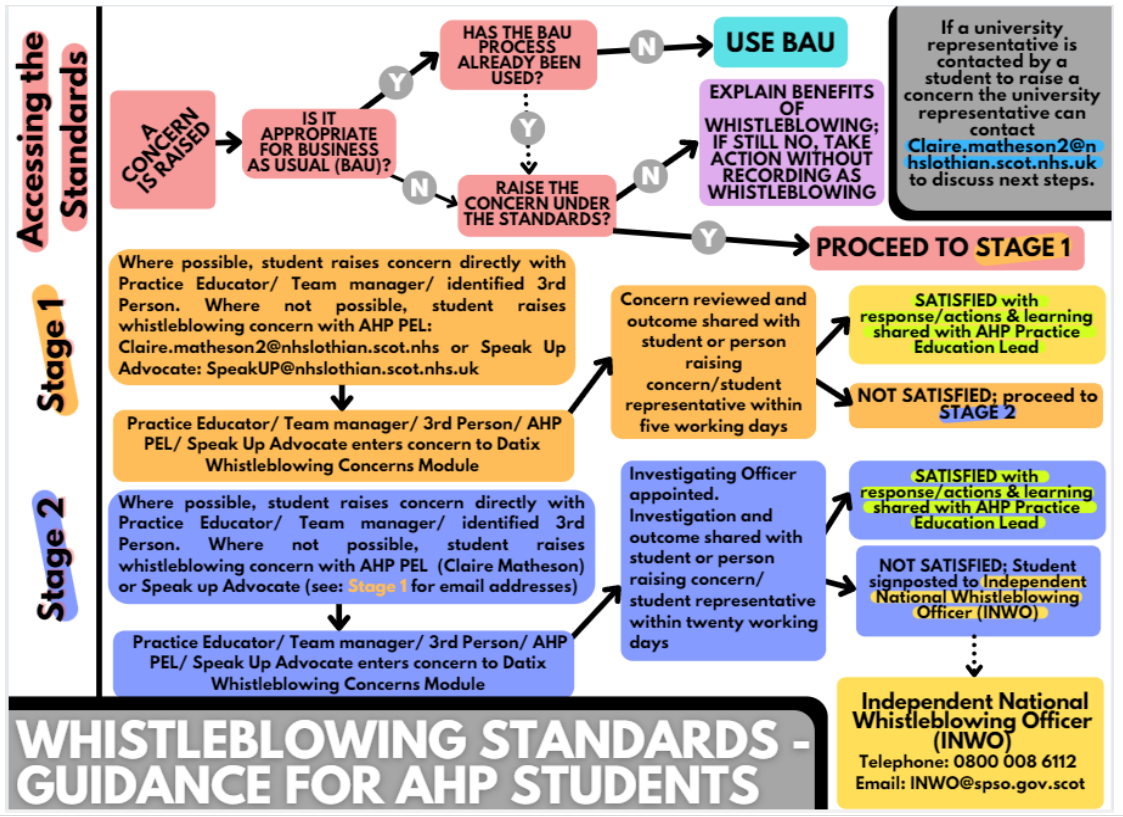 Accessing the
Standards
A
CONCERN
IS RAISED
IS IT
APPROPRIATE
FOR BUSINESS
AS USUAL (BAU)?
Y
HAS THE BAU
PROCESS
ALREADY BEEN
USED?
N
USE BAU
Y
N
RAISE THE
CONCERN UNDER
THE STANDARDS?
N
EXPLAIN BENEFITS
OF
WHISTLEBLOWING;
IF STILL NO, TAKE
ACTION WITHOUT
RECORDING AS
WHISTLEBLOWING
Y
PROCEED TO STAGE 1
If a university
representative is
contacted by a
student to raise a
concern the university
representative can
contact
Claire.matheson2@n
hslothian.scot.nhs.uk
to discuss next steps.
Stage 1
Where possible, student raises concern directly with
Practice Educator/ Team manager/ identified 3rd
Person. Where not possible, student raises
whistleblowing concern with AHP PEL:
Claire.matheson2@nhslothian.scot.nhs or Speak Up
Advocate: SpeakUP@nhslothian.scot.nhs.uk
Practice Educator/ Team manager/ 3rd Person/ AHP
PEL/ Speak Up Advocate enters concern to Datix
Whistleblowing Concerns Module
Concern reviewed and
outcome shared with
student or person
raising
concern/student
representative within
five working days
SATISFIED with
response/actions & learning
shared with AHP Practice
Education Lead
NOT SATISFIED; proceed to
STAGE 2
Stage 2
Where possible, student raises concern directly with
Practice Educator/ Team manager/ identified 3rd
Person. Where not possible, student raises
whistleblowing concern with AHP PEL (Claire Matheson)
or Speak up Advocate (see: Stage 1 for email addresses)
Practice Educator/ Team manager/ 3rd Person/ AHP
PEL/ Speak Up Advocate enters concern to Datix
Whistleblowing Concerns Module
Investigating Officer
appointed.
Investigation and
outcome shared with
student or person
raising concern/
student representative
within twenty working
days
SATISFIED with
response/actions & learning
shared with AHP Practice
Education Lead
NOT SATISFIED; Student
signposted to Independent
National Whistleblowing
Officer (INWO)
Independent National
Whistleblowing Officer
(INWO)
Telephone: 0800 008 6112
Email: INWO@spso.gov.scot
WHISTLEBLOWING STANDARDS -
GUIDANCE FOR AHP STUDENTS